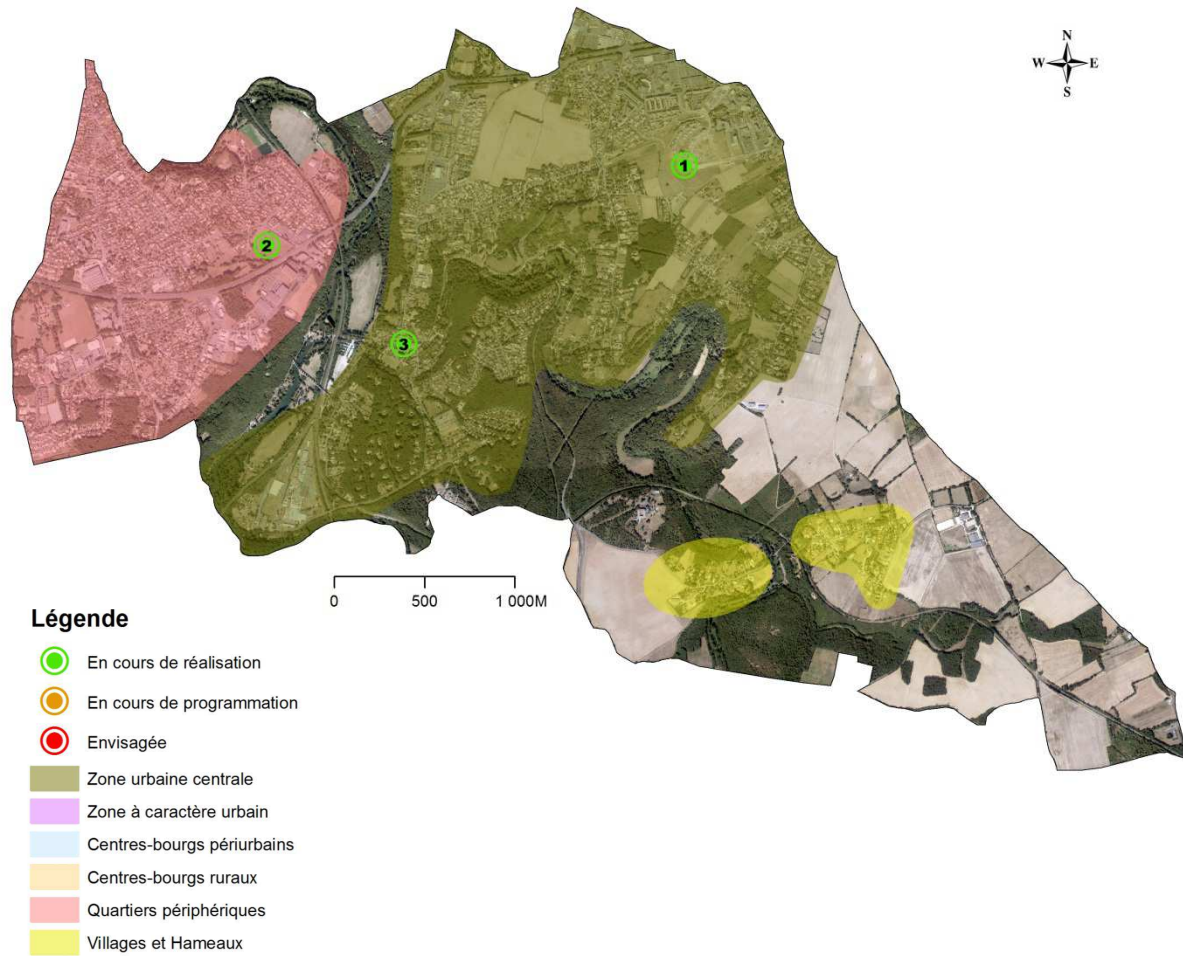 N
W E
S
1
2
3
0 500 1 000M
Légende
En cours de réalisation
En cours de programmation
Envisagée
Zone urbaine centrale
Zone à caractère urbain
Centres-bourgs périurbains
Centres-bourgs ruraux
Quartiers périphériques
Villages et Hameaux